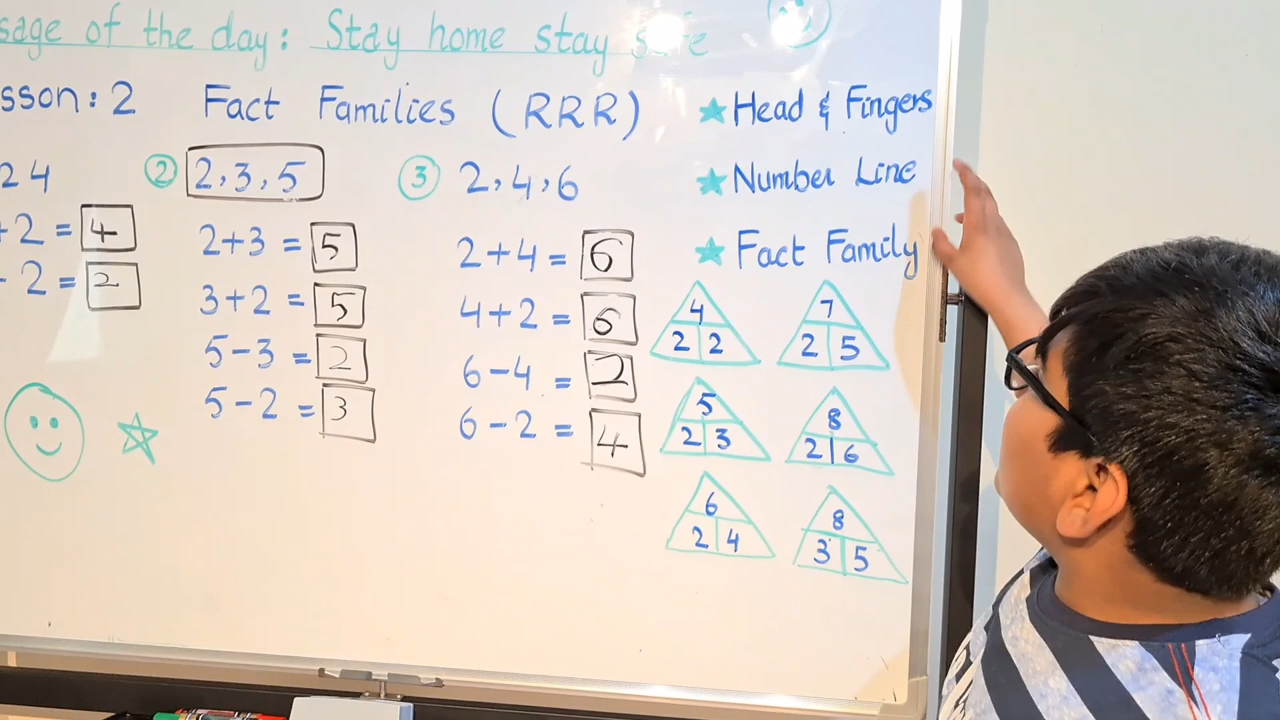 sage of the day: Stay home stay safe
sson: 2 Fact Families (RRR)
24
+2 = 4
- 2 = 2
② 2,3,5
2+3 = 5
3+2 = 5
5-3 = 2
5-2 = 3
③ 2,4,6
2+4 = 6
4+2 = 6
6-4 = 2
6-2 = 4
★ Head & Fingers
★ Number Line
★ Fact Family
4
2 2
7
2 5
5
2 3
8
2 6
6
2 4
8
3 5